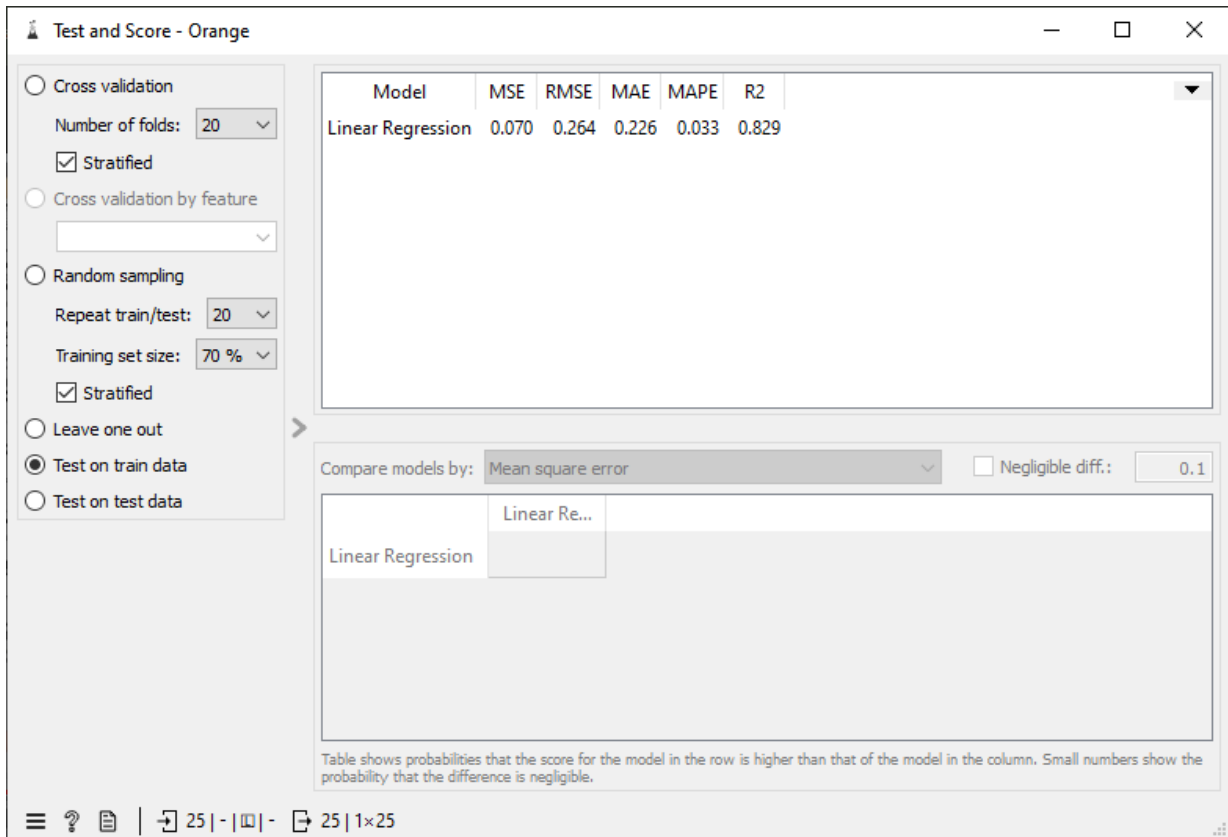 Test and Score - Orange
Cross validation
Number of folds: 20
Stratified
Cross validation by feature
Random sampling
Repeat train/test: 20
Training set size: 70 %
Stratified
Leave one out
Test on train data
Test on test data
Model MSE RMSE MAE MAPE R2
Linear Regression 0.070 0.264 0.226 0.033 0.829
Compare models by: Mean square error Negligible diff.: 0.1
Linear Re...
Linear Regression
Table shows probabilities that the score for the model in the row is higher than that of the model in the column. Small numbers show the
probability that the difference is negligible.
25 | - | - 25 | 1×25